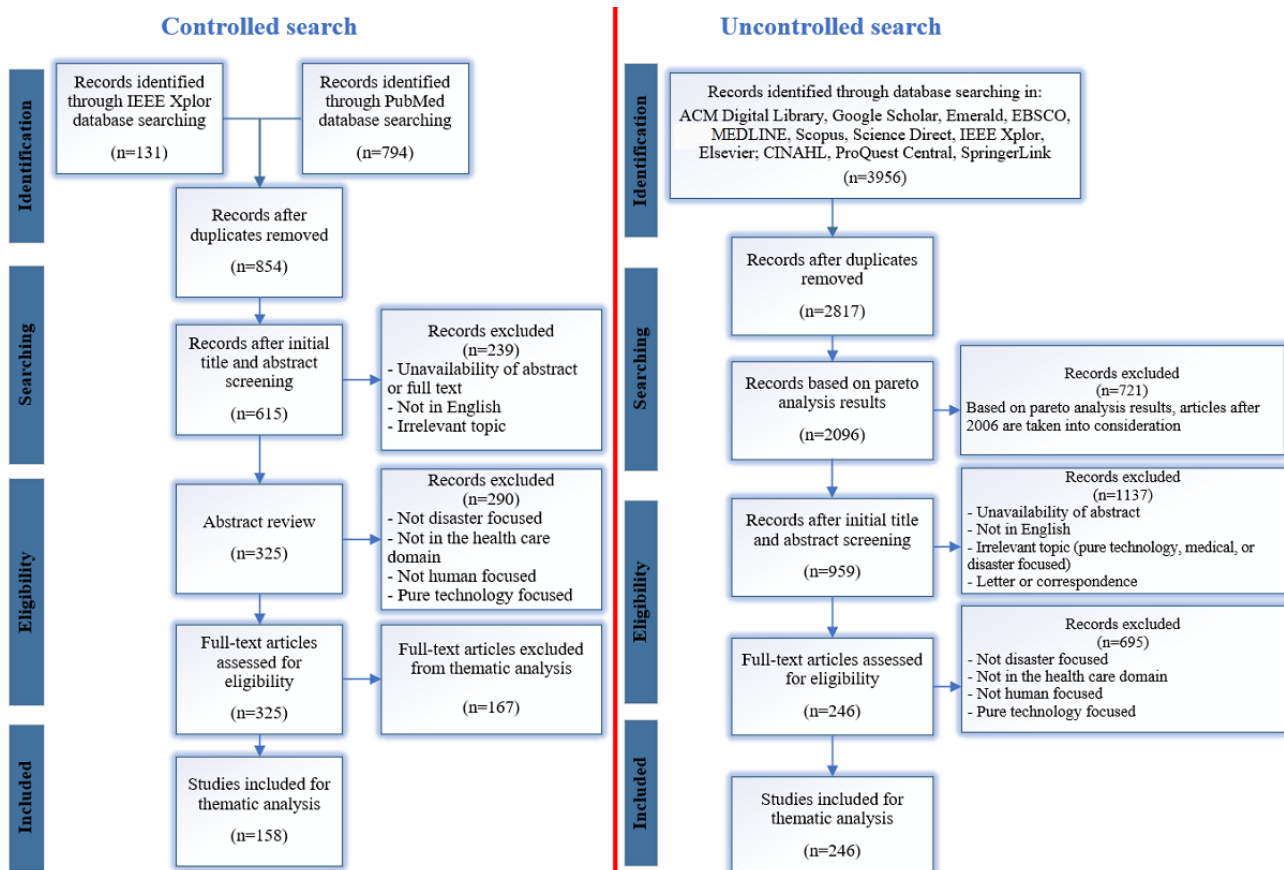 Controlled search
Identification
Records identified
through IEEE Xplor
database searching
(n=131)
Records identified
through PubMed
database searching
(n=794)
Records after
duplicates removed
(n=854)
Searching
Records after initial
title and abstract
screening
(n=615)
Records excluded
(n=239)
- Unavailability of abstract
or full text
- Not in English
- Irrelevant topic
Eligibility
Abstract review
(n=325)
Records excluded
(n=290)
- Not disaster focused
- Not in the health care
domain
- Not human focused
- Pure technology focused
Full-text articles
assessed for
eligibility
(n=325)
Full-text articles excluded
from thematic analysis
(n=167)
Included
Studies included for
thematic analysis
(n=158)
Uncontrolled search
Identification
Records identified through database searching in:
ACM Digital Library, Google Scholar, Emerald, EBSCO,
MEDLINE, Scopus, Science Direct, IEEE Xplor,
Elsevier; CINAHL, ProQuest Central, SpringerLink
(n=3956)
Searching
Records after duplicates
removed
(n=2817)
Records based on pareto
analysis results
(n=2096)
Records excluded
(n=721)
Based on pareto analysis results, articles after
2006 are taken into consideration
Eligibility
Records after initial title
and abstract screening
(n=959)
Records excluded
(n=1137)
- Unavailability of abstract
- Not in English
- Irrelevant topic (pure technology, medical, or
disaster focused)
- Letter or correspondence
Full-text articles assessed
for eligibility
(n=246)
Records excluded
(n=695)
- Not disaster focused
- Not in the health care domain
- Not human focused
- Pure technology focused
Included
Studies included for
thematic analysis
(n=246)